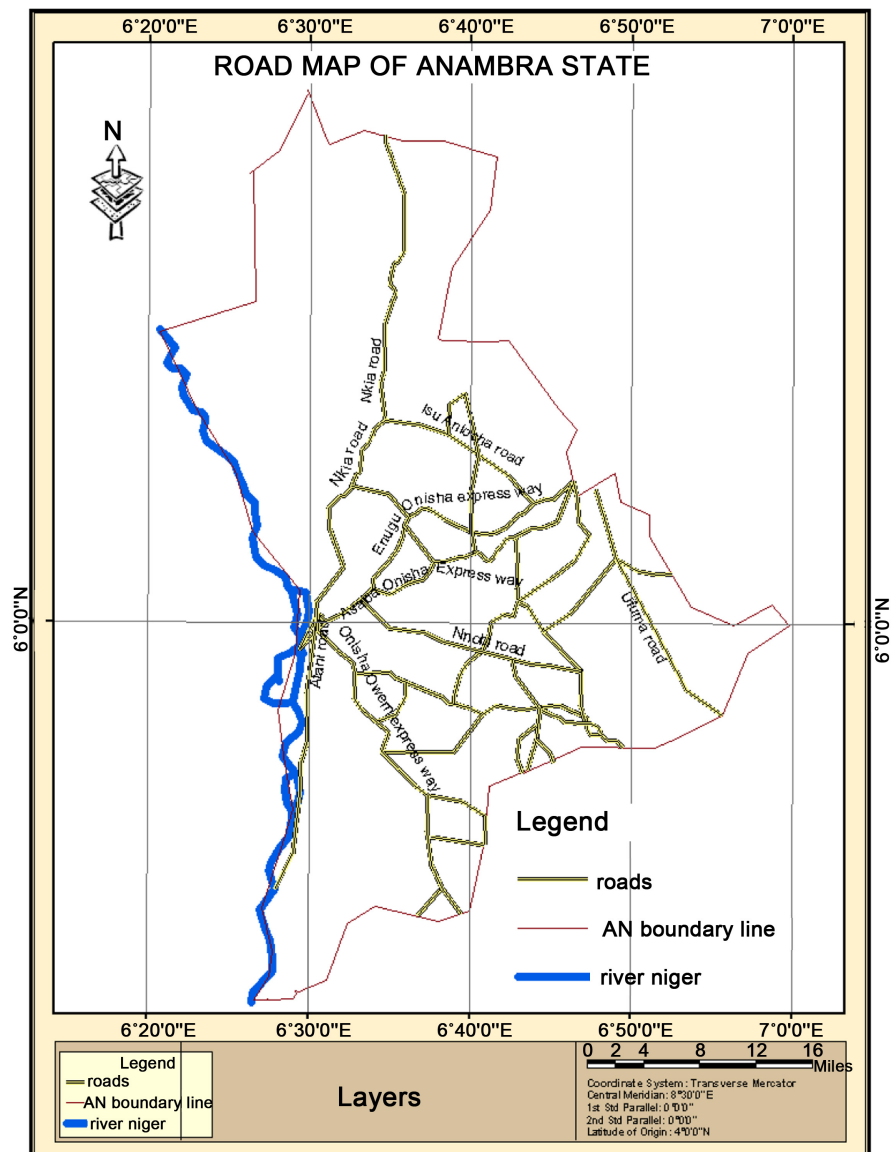 6°20'0"E 6°30'0"E 6°40'0"E 6°50'0"E 7°0'0"E
ROAD MAP OF ANAMBRA STATE
N
Nkia road
Isu Aniocha road
Nkia road
Onisha express way
Enugu
Asaba Onisha Express way
6°0'0"N
6°0'0"N
Nnobi road
Ufuma road
Atani road
Onisha Owerri express way
Legend
roads
AN boundary line
river niger
6°20'0"E 6°30'0"E 6°40'0"E 6°50'0"E 7°0'0"E
Legend
roads
AN boundary line
river niger
Layers
0 2 4 8 12 16
Miles
Coordinate System: Transverse Mercator
Central Meridian: 8°30'0"E
1st Std Parallel: 0°0'0"
2nd Std Parallel: 0°0'0"
Latitude of Origin: 4°0'0"N